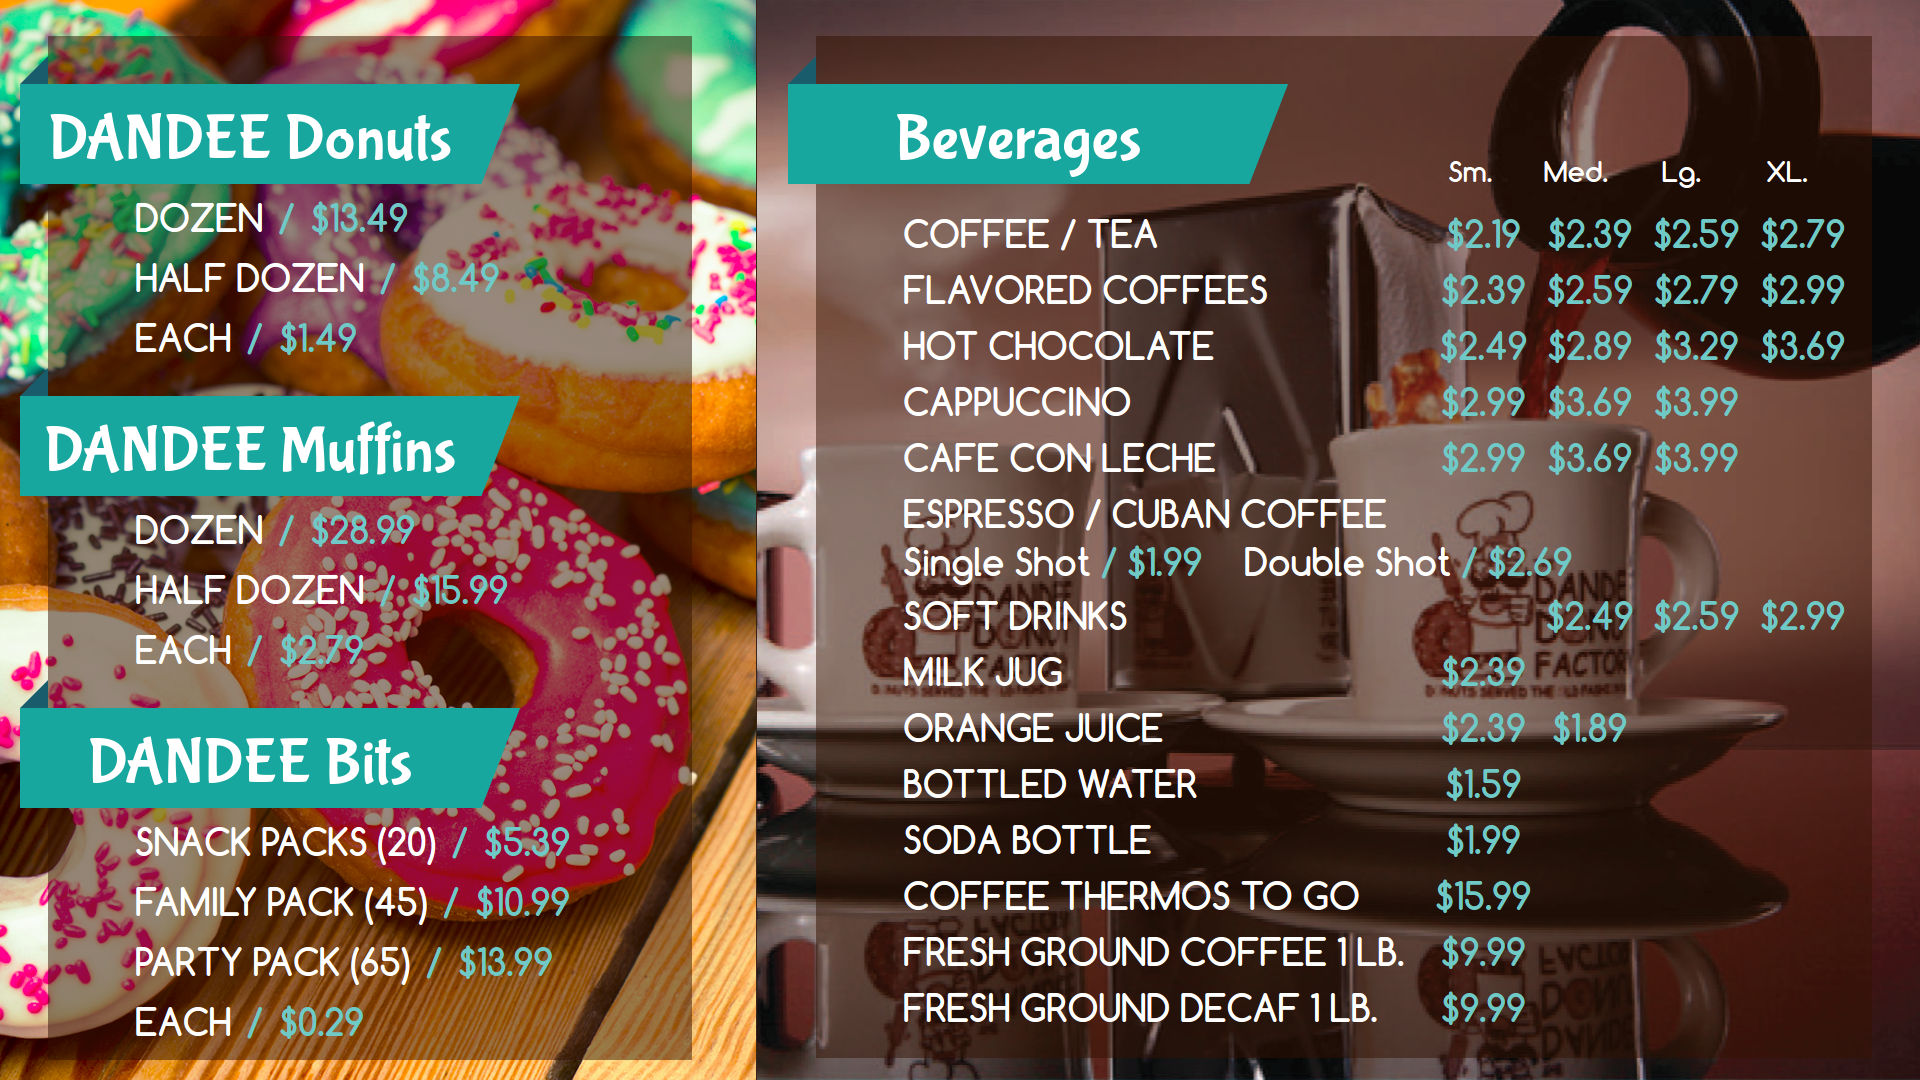 DANDEE Donuts
DOZEN / $13.49
HALF DOZEN / $8.49
EACH / $1.49
DANDEE Muffins
DOZEN / $28.99
HALF DOZEN / $15.99
EACH / $2.79
DANDEE Bits
SNACK PACKS (20) / $5.39
FAMILY PACK (45) / $10.99
PARTY PACK (65) / $13.99
EACH / $0.29
Beverages
Sm. Med. Lg. XL.
COFFEE / TEA $2.19 $2.39 $2.59 $2.79
FLAVORED COFFEES $2.39 $2.59 $2.79 $2.99
HOT CHOCOLATE $2.49 $2.89 $3.29 $3.69
CAPPUCCINO $2.99 $3.69 $3.99
CAFE CON LECHE $2.99 $3.69 $3.99
ESPRESSO / CUBAN COFFEE
Single Shot / $1.99 Double Shot / $2.69
SOFT DRINKS $2.49 $2.59 $2.99
MILK JUG $2.39
ORANGE JUICE $2.39 $1.89
BOTTLED WATER $1.59
SODA BOTTLE $1.99
COFFEE THERMOS TO GO $15.99
FRESH GROUND COFFEE 1 LB. $9.99
FRESH GROUND DECAF 1 LB. $9.99
DANDEE
DONUT
FACTORY